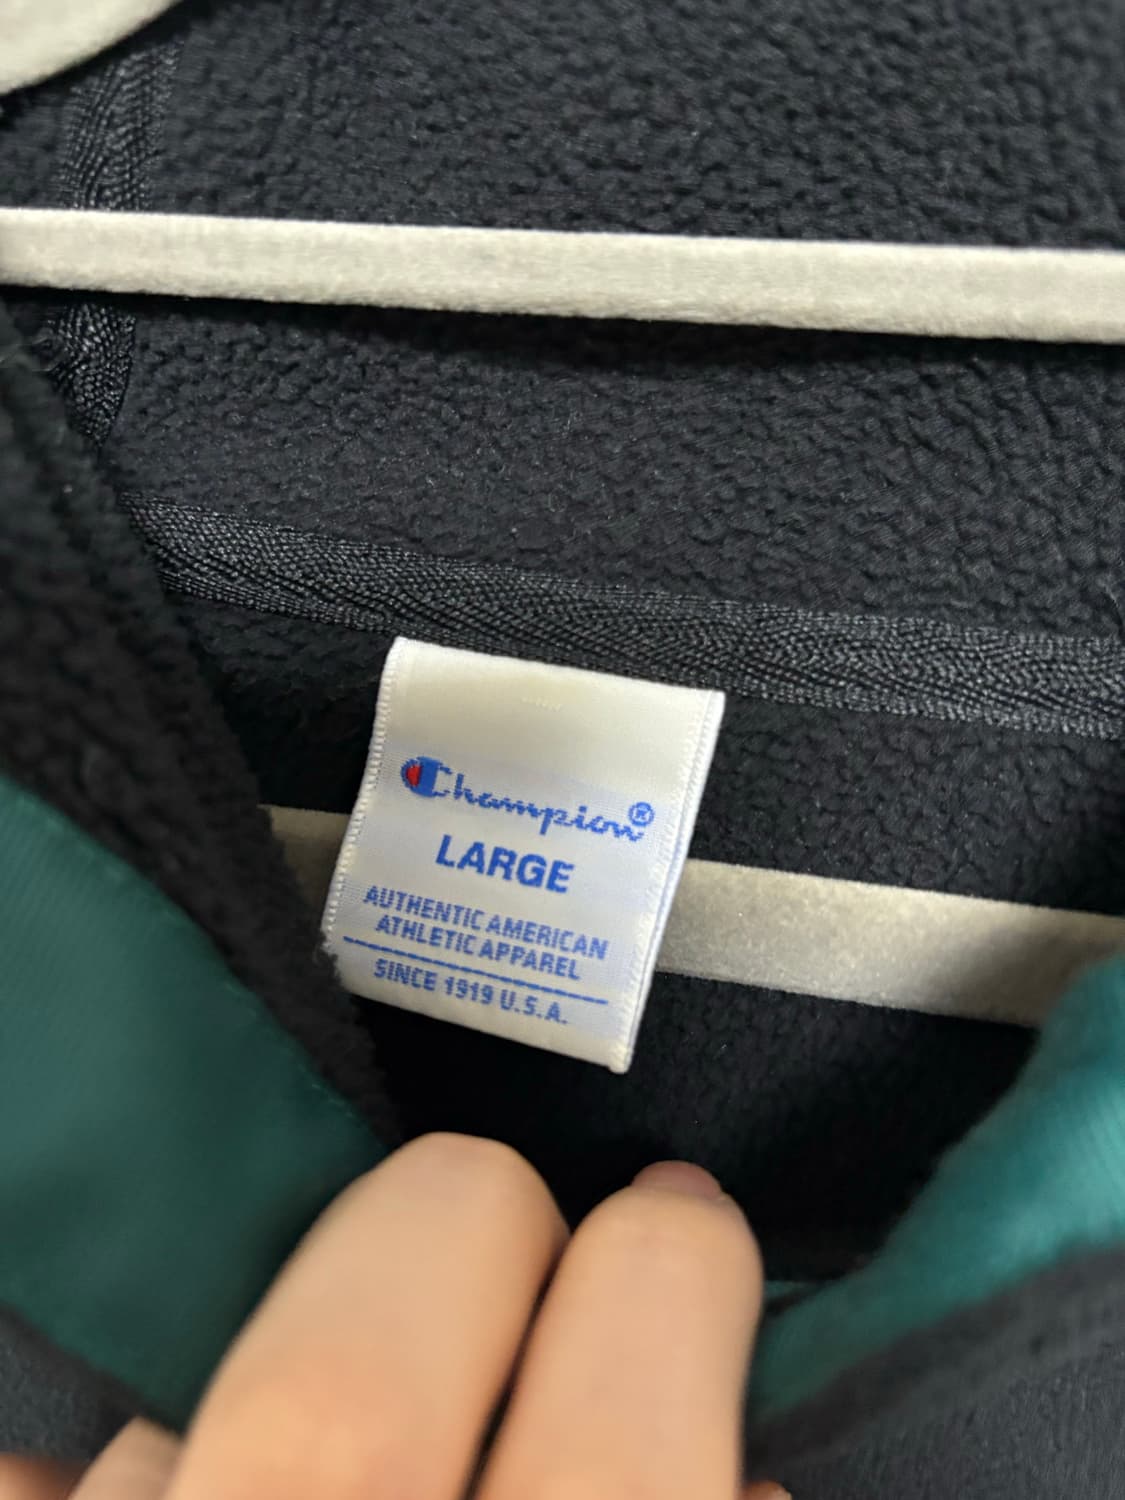 Champion®
LARGE
AUTHENTIC AMERICAN
ATHLETIC APPAREL
SINCE 1919 U.S.A.